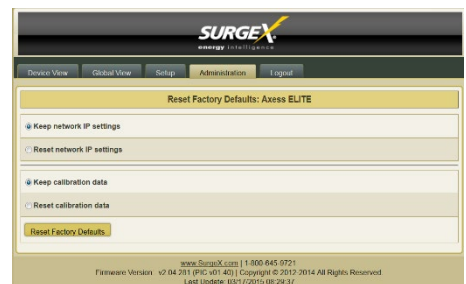 SURGEX
energy intelligence
Device View Global View Setup Administration Logout
Reset Factory Defaults: Axess ELITE
Keep network IP settings
Reset network IP settings
Keep calibration data
Reset calibration data
Reset Factory Defaults
www.SurgeX.com | 1-800-645-9721
Firmware Version v2.04.281 (PIC v01.40) | Copyright © 2012-2014 All Rights Reserved
Last Update: 03/17/2015 08:29:37